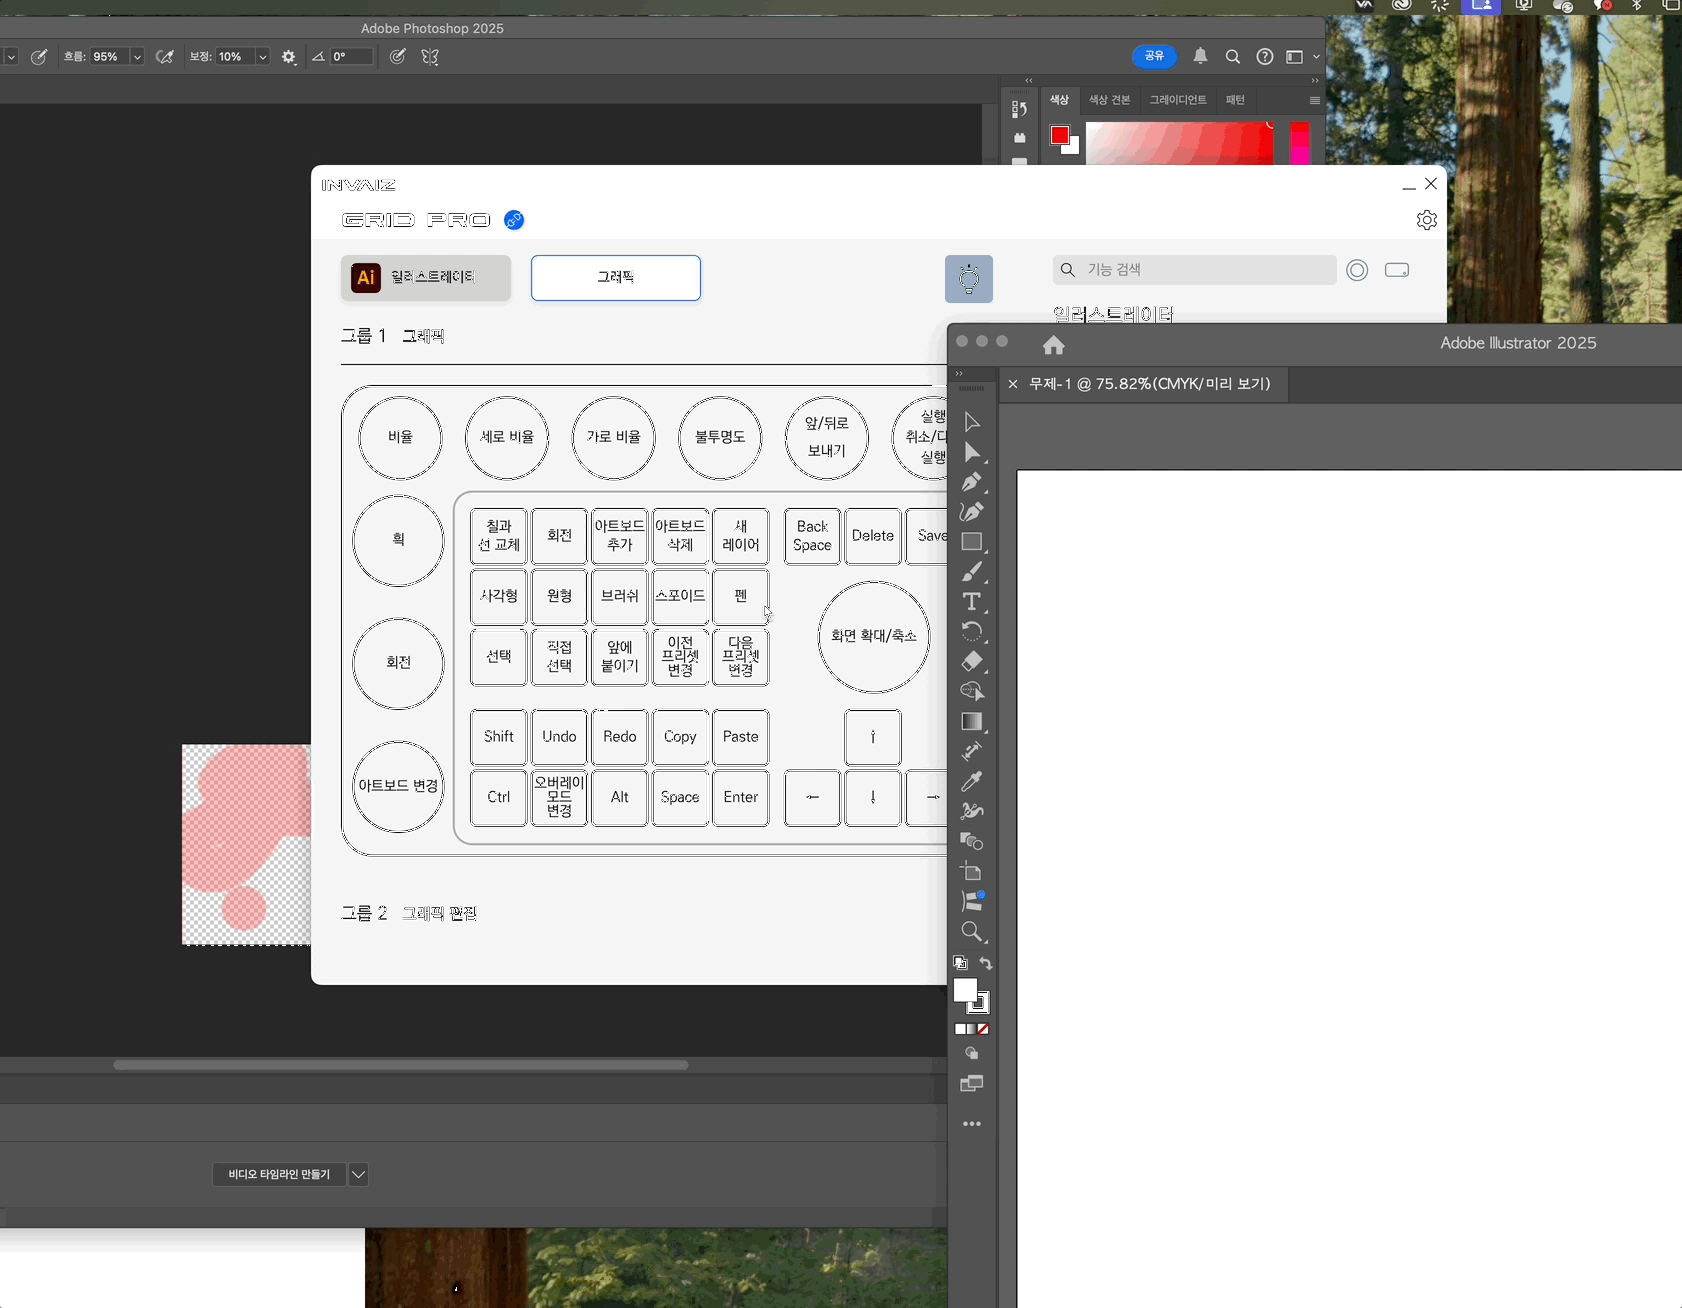 Adobe Photoshop 2025
흐름: 95%
보정: 10%
0°
공유
색상
색상 견본
그레이디언트
패턴
INVAIZ
GRID PRO
Ai 일러스트레이터
그래픽
기능 검색
일러스트레이터
그룹 1 그래픽
Adobe Illustrator 2025
× 무제-1 @ 75.82%(CMYK/미리 보기)
비율
세로 비율
가로 비율
불투명도
앞/뒤로
보내기
실행
취소/다
실행
획
회전
아트보드 변경
칠과
선 교체
회전
아트보드
추가
아트보드
삭제
새
레이어
Back
Space
Delete
Save
사각형
원형
브러쉬
스포이드
펜
화면 확대/축소
선택
직접
선택
앞에
붙이기
이전
프리셋
변경
다음
프리셋
변경
Shift
Undo
Redo
Copy
Paste
↑
Ctrl
오버레이
모드
변경
Alt
Space
Enter
←
↓
→
그룹 2 그래픽 편집
비디오 타임라인 만들기